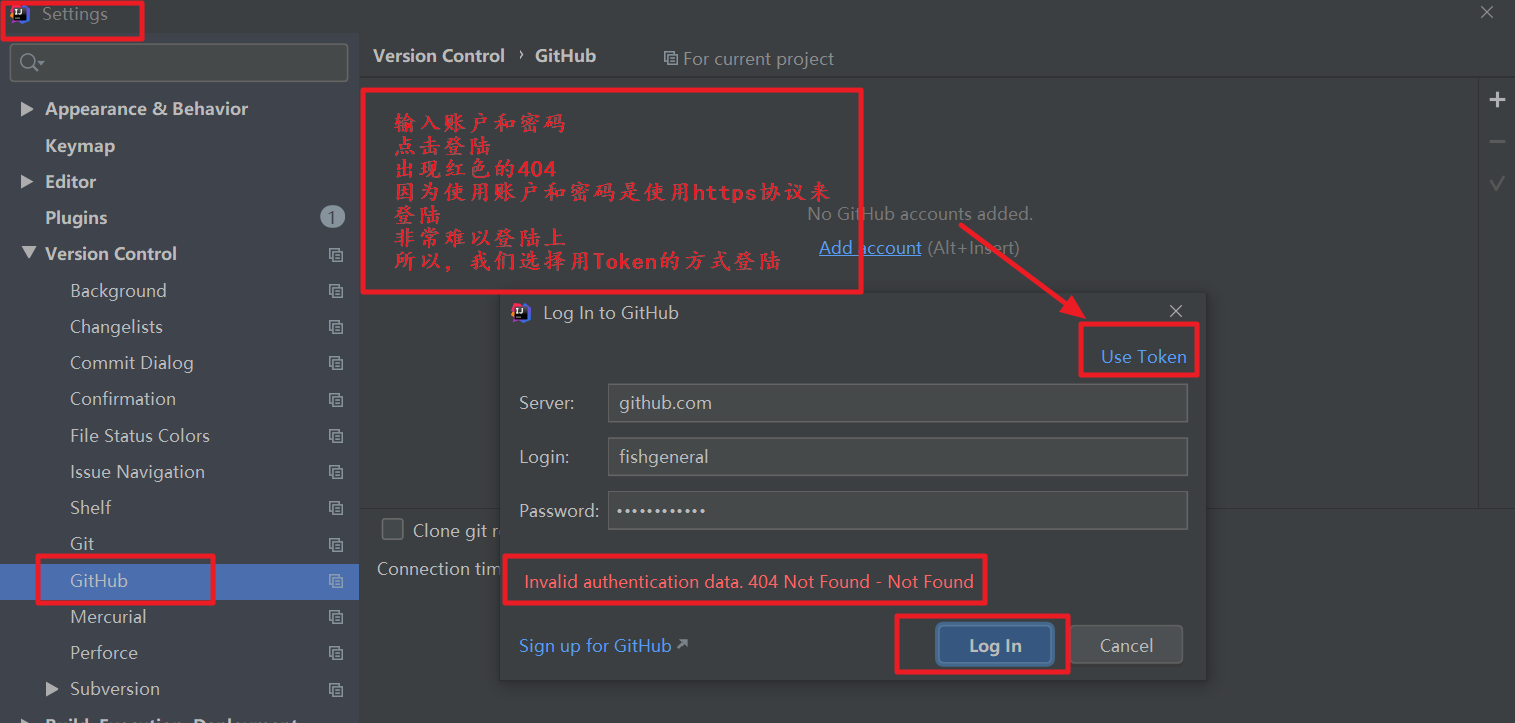 Settings
Version Control › GitHub
For current project
Appearance & Behavior
Keymap
Editor
Plugins
1
Version Control
Background
Changelists
Commit Dialog
Confirmation
File Status Colors
Issue Navigation
Shelf
Git
GitHub
Mercurial
Perforce
Subversion
Build, Execution, Deployment
输入账户和密码
点击登陆
出现红色的404
因为使用账户和密码是使用https协议来
登陆
非常难以登陆上
所以，我们选择用Token的方式登陆
No GitHub accounts added.
Add account (Alt+Insert)
Clone git r
Connection tim
Log In to GitHub
Use Token
Server: github.com
Login: fishgeneral
Password: ••••••••••••
Invalid authentication data. 404 Not Found - Not Found
Sign up for GitHub
Log In
Cancel